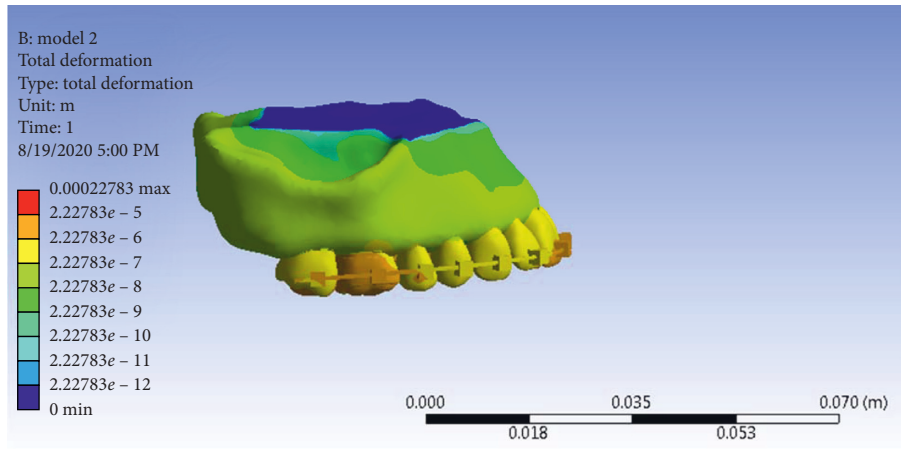 B: model 2
Total deformation
Type: total deformation
Unit: m
Time: 1
8/19/2020 5:00 PM
0.00022783 max
2.22783e – 5
2.22783e – 6
2.22783e – 7
2.22783e – 8
2.22783e – 9
2.22783e – 10
2.22783e – 11
2.22783e – 12
0 min
0.000 0.035 0.070 (m)
0.018 0.053